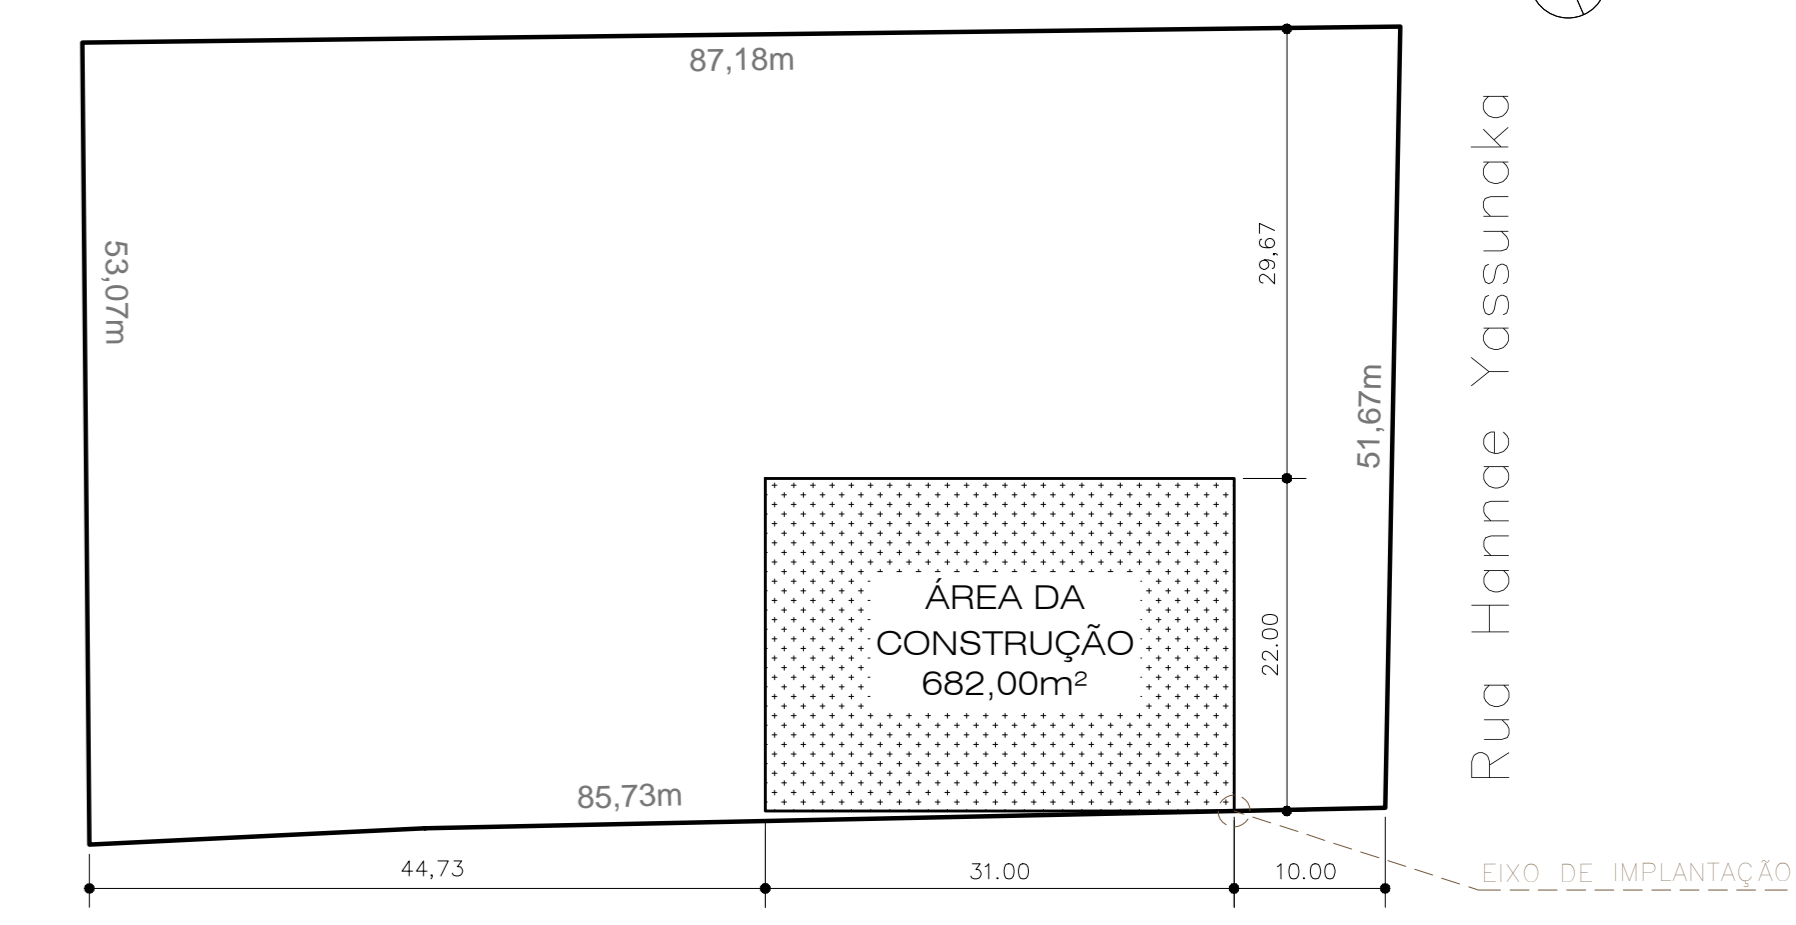 87,18m
53,07m
29,67
51,67m
Rua Hannae Yassunaka
ÁREA DA
CONSTRUÇÃO
682,00m²
22.00
85,73m
44,73
31.00
10.00
EIXO DE IMPLANTAÇÃO